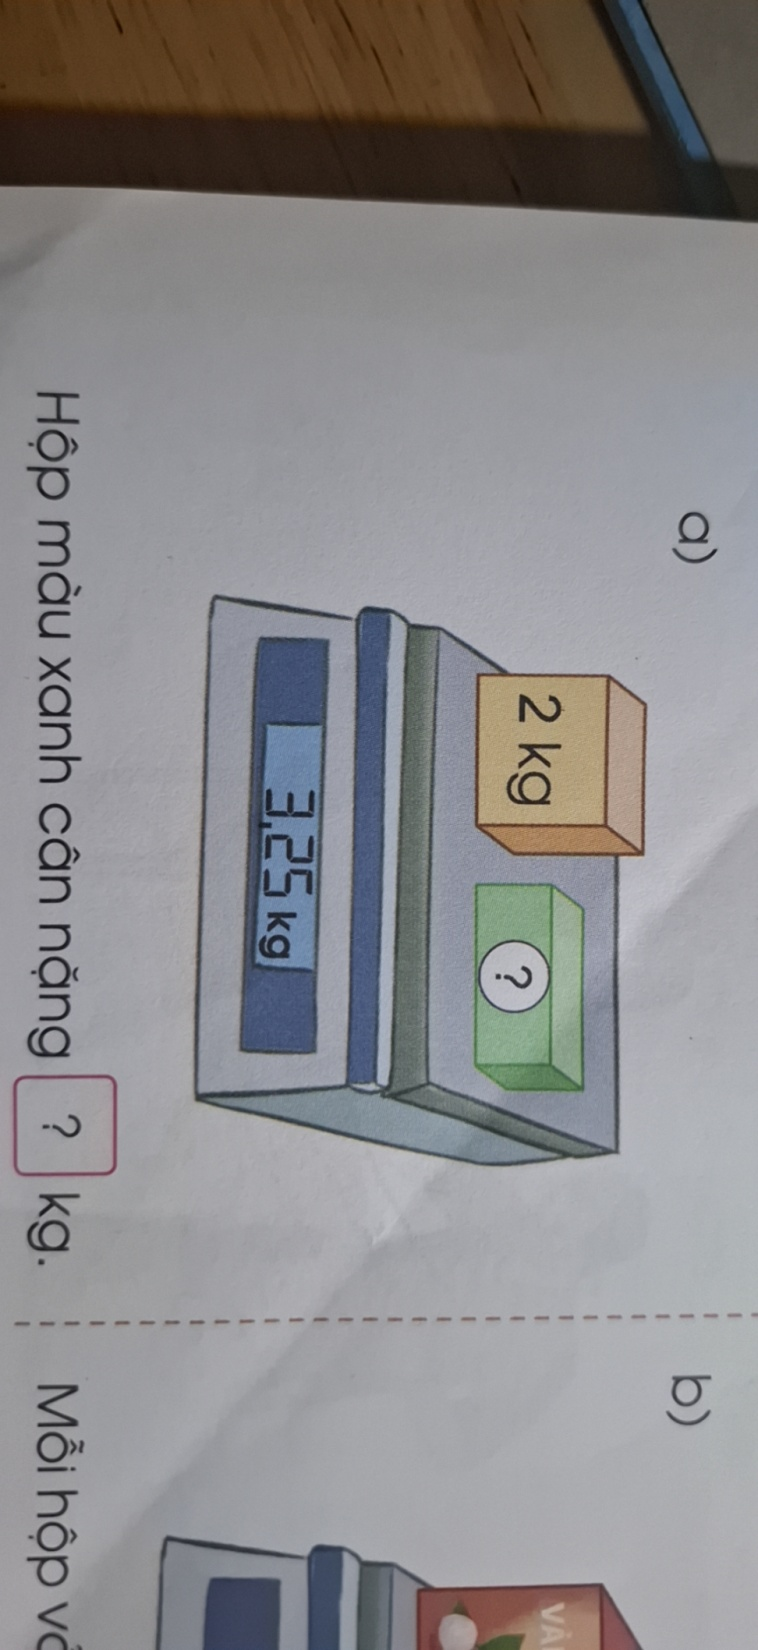 a)
2 kg
?
3,25 kg
Hộp màu xanh cân nặng ? kg.
b)
Mỗi hộp